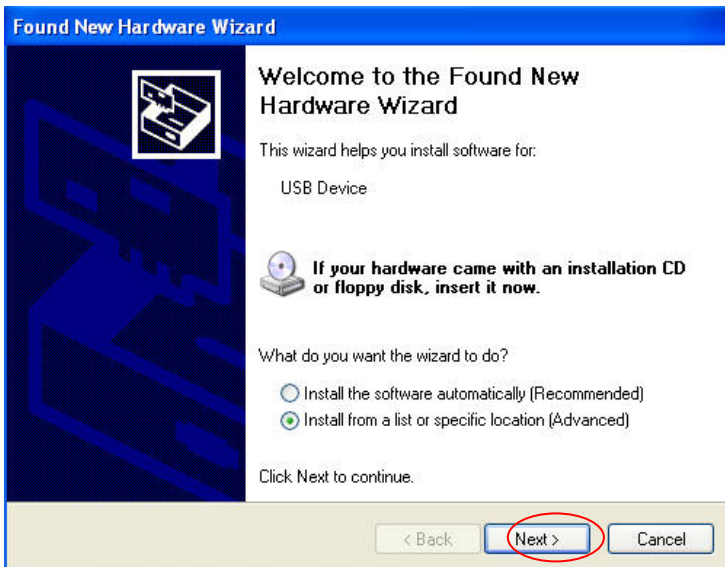 Found New Hardware Wizard
Welcome to the Found New
Hardware Wizard
This wizard helps you install software for:
USB Device
If your hardware came with an installation CD
or floppy disk, insert it now.
What do you want the wizard to do?
Install the software automatically (Recommended)
Install from a list or specific location (Advanced)
Click Next to continue.
< Back
Next >
Cancel